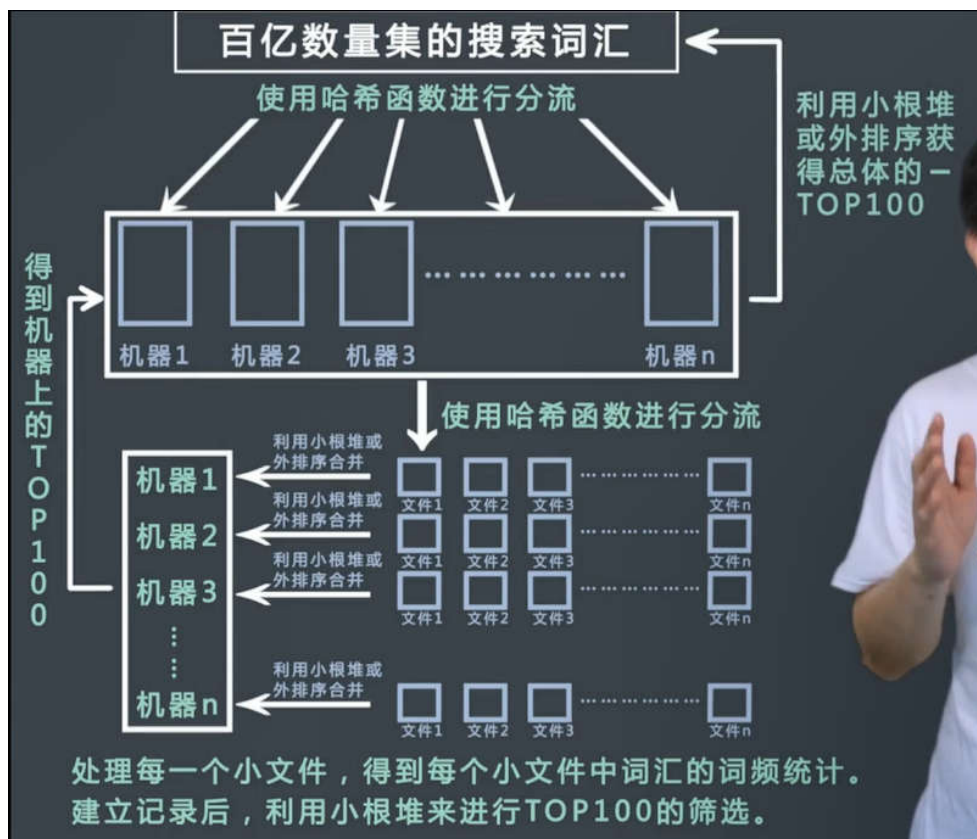 百亿数量集的搜索词汇
使用哈希函数进行分流
利用小根堆
或外排序获
得总体的
TOP100
机器1
机器2
机器3
………………
机器n
得到机器上的TOP100
使用哈希函数进行分流
机器1
利用小根堆或
外排序合并
文件1
文件2
文件3
………………
文件n
机器2
利用小根堆或
外排序合并
文件1
文件2
文件3
………………
文件n
机器3
利用小根堆或
外排序合并
文件1
文件2
文件3
………………
文件n
……
机器n
利用小根堆或
外排序合并
文件1
文件2
文件3
………………
文件n
处理每一个小文件，得到每个小文件中词汇的词频统计。
建立记录后，利用小根堆来进行TOP100的筛选。